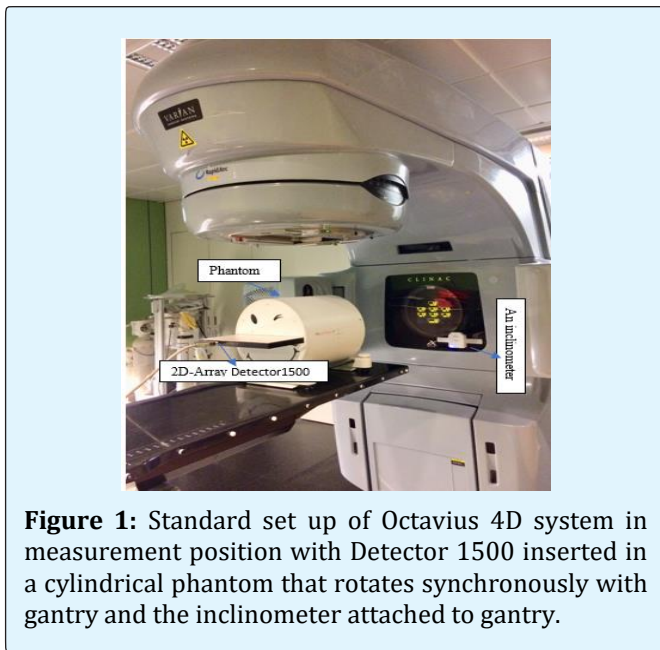 VARIAN
RapidArc
Phantom
CLINAC
An inclinometer
2D-Array Detector1500
Figure 1: Standard set up of Octavius 4D system in
measurement position with Detector 1500 inserted in
a cylindrical phantom that rotates synchronously with
gantry and the inclinometer attached to gantry.